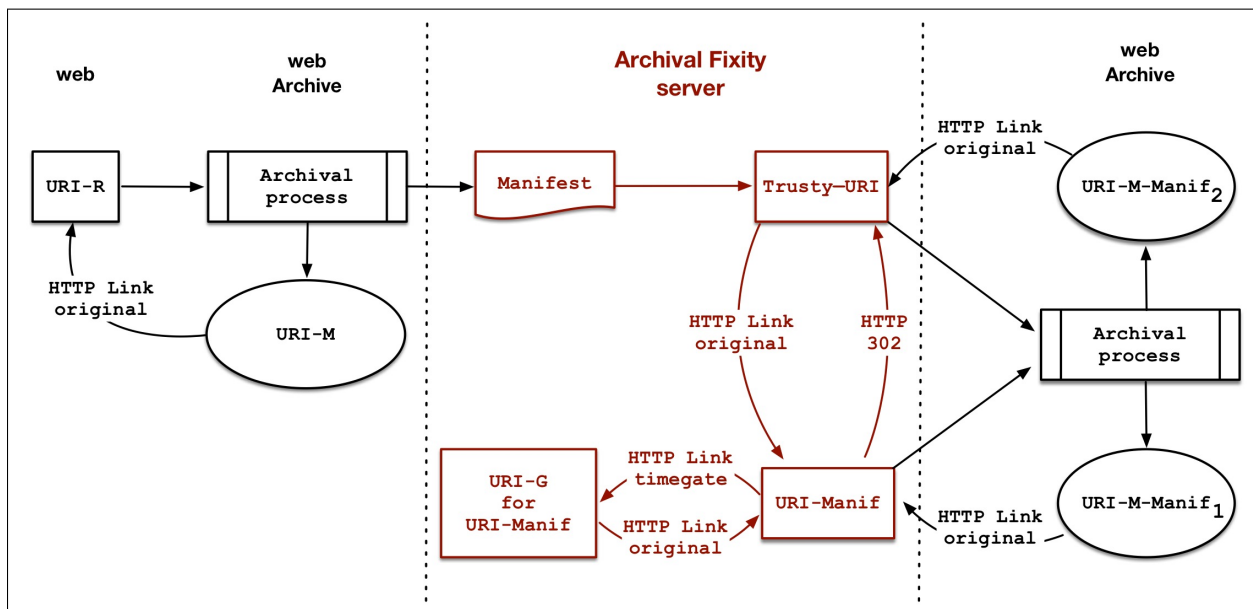 web
web
Archive
Archival Fixity
server
web
Archive
URI-R
Archival
process
HTTP Link
original
URI-M
Manifest
Trusty—URI
HTTP Link
original
HTTP
302
URI-G
for
URI-Manif
HTTP Link
timegate
HTTP Link
original
URI-Manif
HTTP Link
original
URI-M-Manif2
Archival
process
HTTP Link
original
URI-M-Manif1